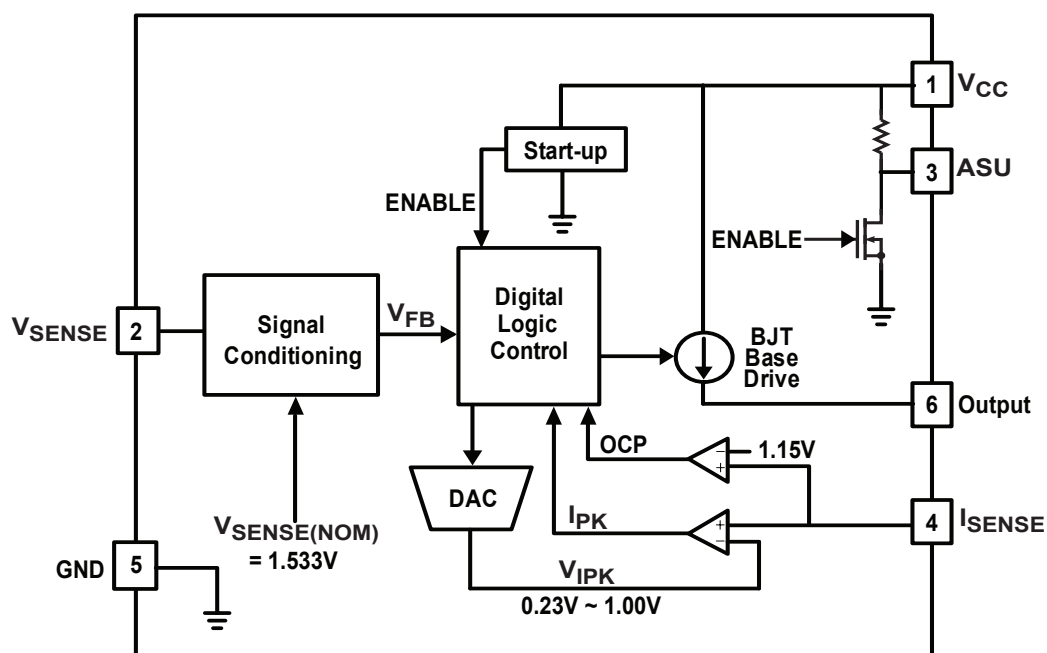 1
VCC
Start-up
3
ASU
ENABLE
ENABLE
VSENSE
2
Signal
Conditioning
VFB
Digital
Logic
Control
BJT
Base
Drive
6
Output
OCP
−
+
1.15V
DAC
IPK
+
−
4
ISENSE
VSENSE(NOM)
= 1.533V
GND
5
VIPK
0.23V ~ 1.00V